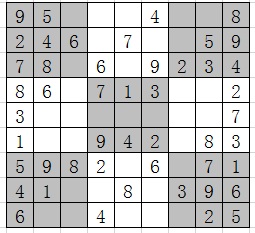 9 5 4 8
2 4 6 7 5 9
7 8 6 9 2 3 4
8 6 7 1 3 2
3 7
1 9 4 2 8 3
5 9 8 2 6 7 1
4 1 8 3 9 6
6 4 2 5